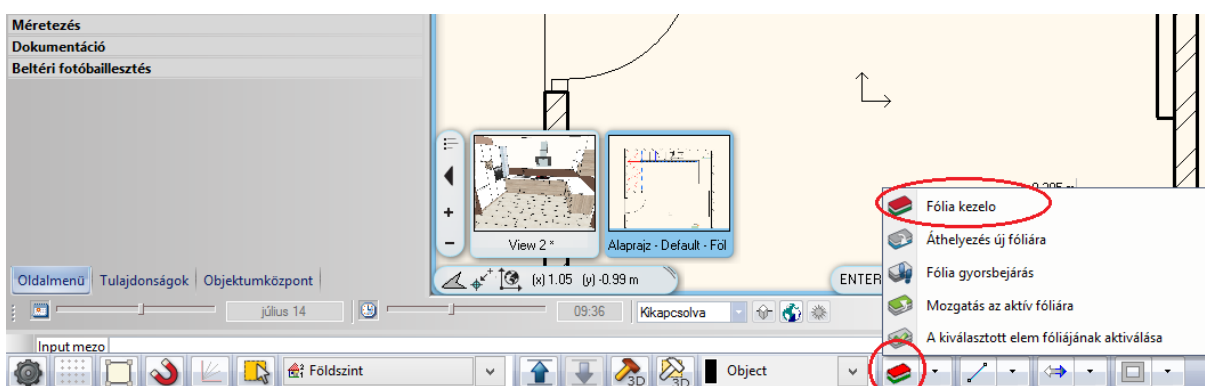 Méretezés
Dokumentáció
Beltéri fotóbaillesztés
View 2 *
Alaprajz - Default - Föl
Fólia kezelo
Áthelyezés új fóliára
Fólia gyorsbejárás
Mozgatás az aktív fóliára
A kiválasztott elem fóliájának aktiválása
Oldalmenü Tulajdonságok Objektumközpont
(x) 1.05 (y) -0.99 m
ENTER
július 14
09:36
Kikapcsolva
Input mezo
Földszint
3D
3D
Object